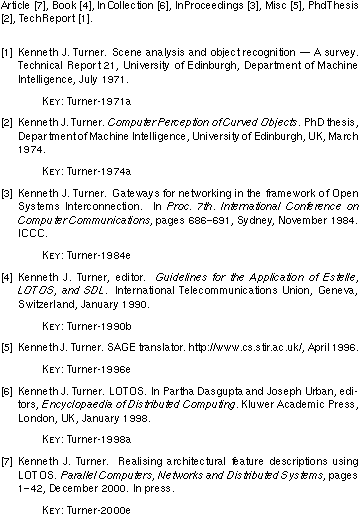 Article [7], Book [4], InCollection [6], InProceedings [3], Misc [5], PhdThesis
[2], TechReport [1].
[1] Kenneth J. Turner. Scene analysis and object recognition — A survey.
Technical Report 21, University of Edinburgh, Department of Machine
Intelligence, July 1971.
KEY: Turner-1971a
[2] Kenneth J. Turner. Computer Perception of Curved Objects. PhD thesis,
Department of Machine Intelligence, University of Edinburgh, UK, March
1974.
KEY: Turner-1974a
[3] Kenneth J. Turner. Gateways for networking in the framework of Open
Systems Interconnection. In Proc. 7th. International Conference on
Computer Communications, pages 686–691, Sydney, November 1984.
ICCC.
KEY: Turner-1984e
[4] Kenneth J. Turner, editor. Guidelines for the Application of Estelle,
LOTOS, and SDL. International Telecommunications Union, Geneva,
Switzerland, January 1990.
KEY: Turner-1990b
[5] Kenneth J. Turner. SAGE translator. http://www.cs.stir.ac.uk/, April 1996.
KEY: Turner-1996e
[6] Kenneth J. Turner. LOTOS. In Partha Dasgupta and Joseph Urban, edi-
tors, Encyclopaedia of Distributed Computing. Kluwer Academic Press,
London, UK, January 1998.
KEY: Turner-1998a
[7] Kenneth J. Turner. Realising architectural feature descriptions using
LOTOS. Parallel Computers, Networks and Distributed Systems, pages
1–42, December 2000. In press.
KEY: Turner-2000e